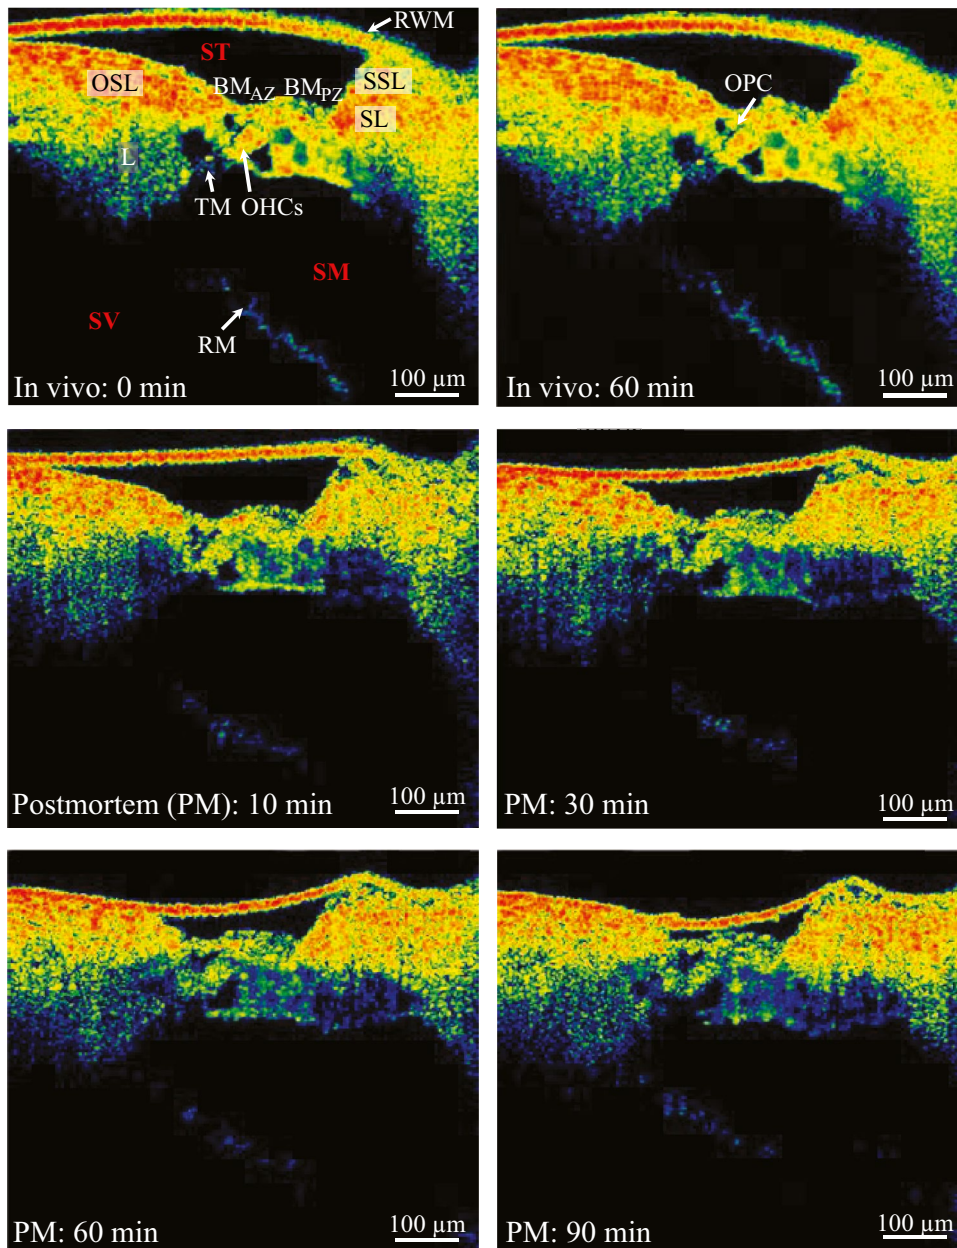 RWM
ST
OSL
BM_AZ
BM_PZ
SSL
SL
L
TM
OHCs
SM
SV
RM
In vivo: 0 min
100 µm
OPC
In vivo: 60 min
100 µm
Postmortem (PM): 10 min
100 µm
PM: 30 min
100 µm
PM: 60 min
100 µm
PM: 90 min
100 µm